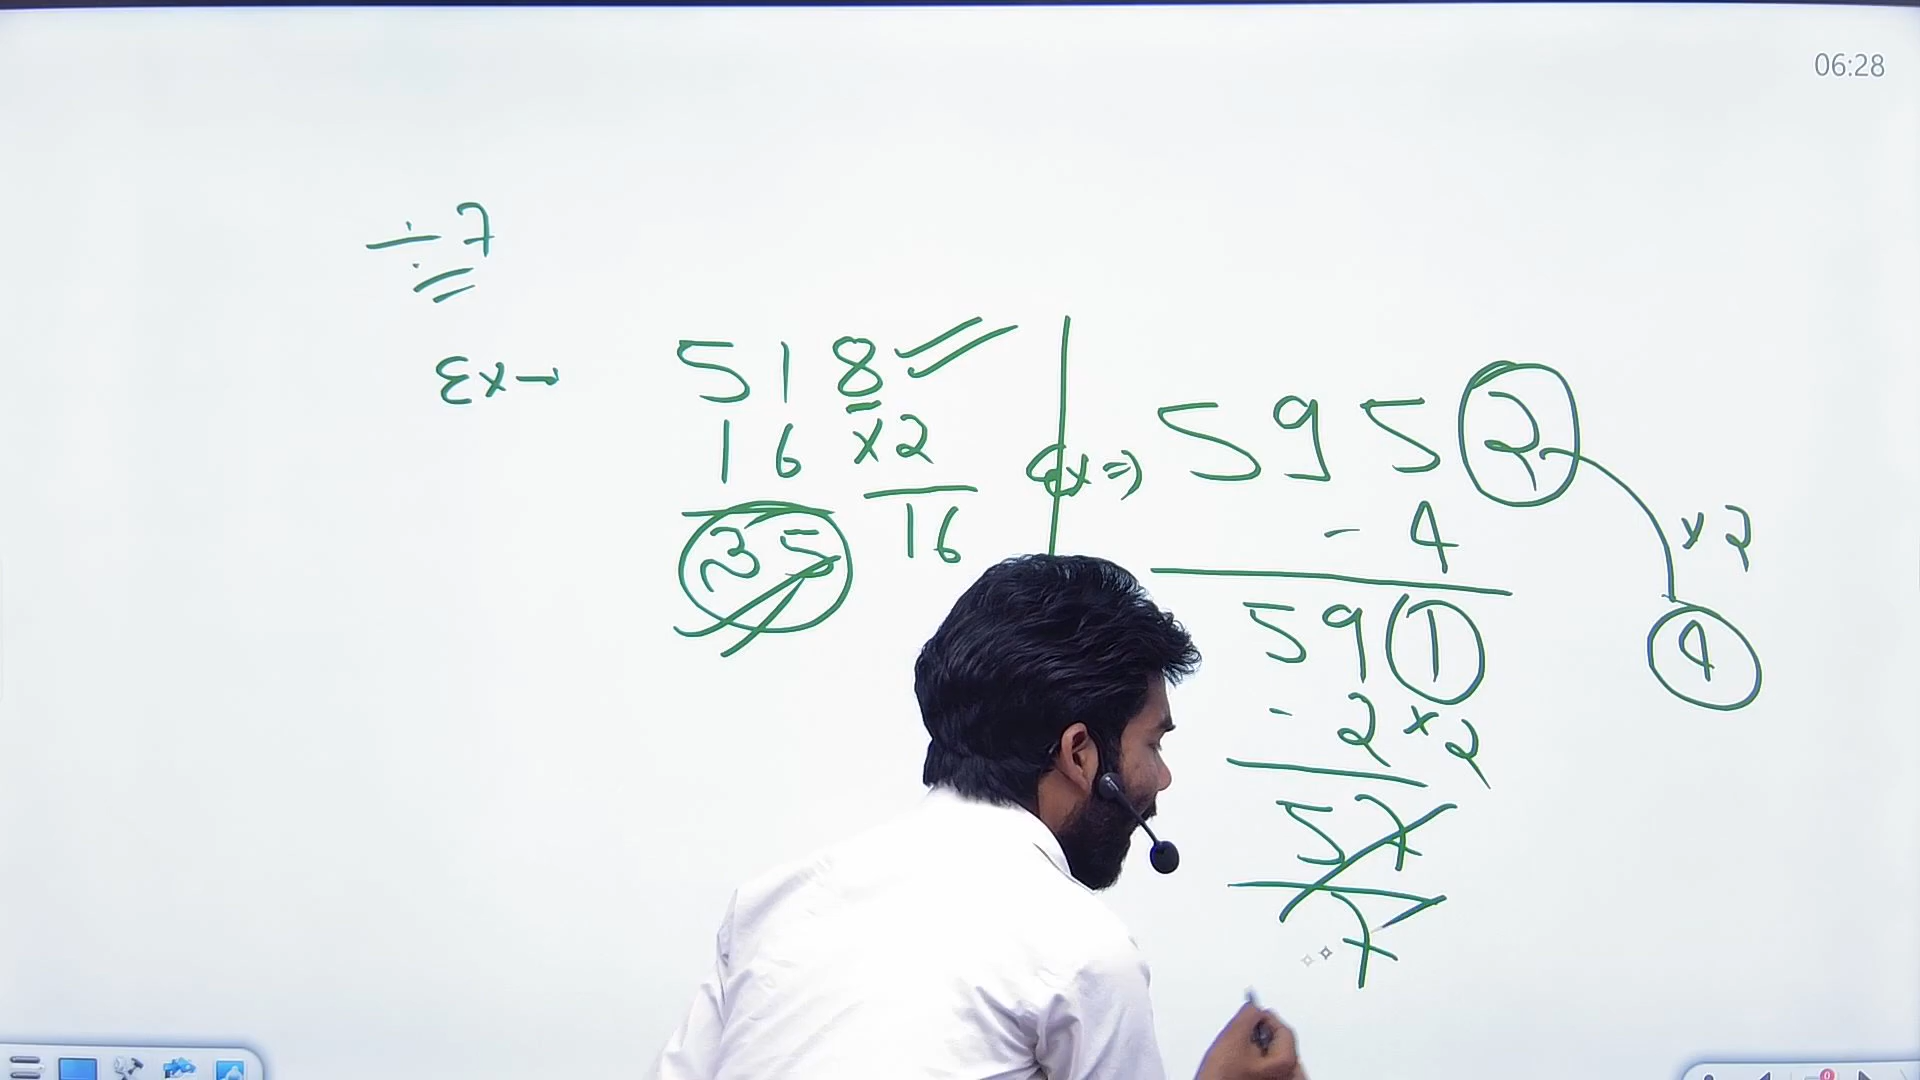 06:28
÷ 7
Ex →
518
16 ×2
35 16
Ex ⇒ 5952
- 4 ×2
591 4
- 2 ×2
57
7
0